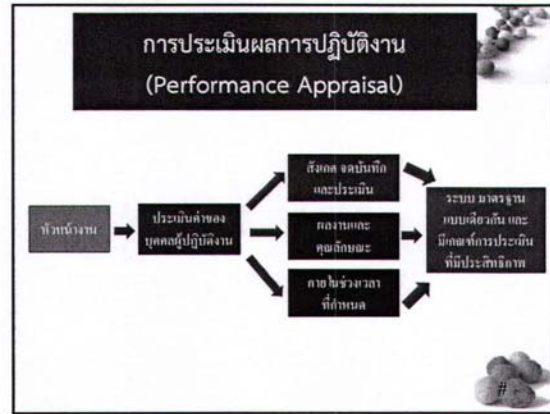 การประเมินผลการปฏิบัติงาน
(Performance Appraisal)
หัวหน้างาน
ประเมินค่าของ
บุคคลผู้ปฏิบัติงาน
สังเกต จดบันทึก
และประเมิน
ผลงานและ
คุณลักษณะ
ภายในช่วงเวลา
ที่กำหนด
ระบบ มาตรฐาน
แบบเดียวกัน และ
มีเกณฑ์การประเมิน
ที่มีประสิทธิภาพ
#